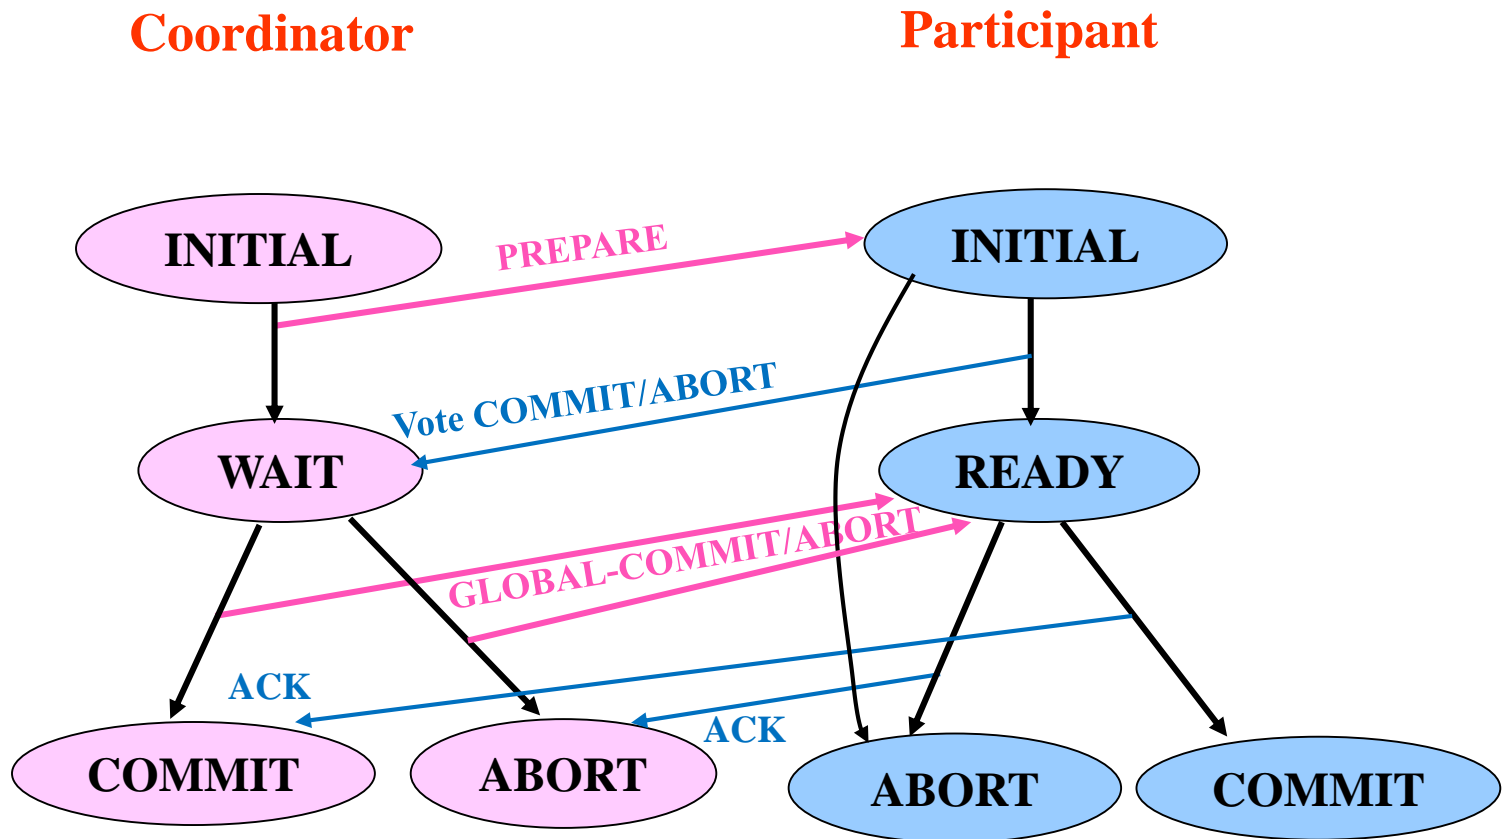 Coordinator
Participant
INITIAL
PREPARE
INITIAL
Vote COMMIT/ABORT
WAIT
READY
GLOBAL-COMMIT/ABORT
ACK
ACK
COMMIT
ABORT
ABORT
COMMIT